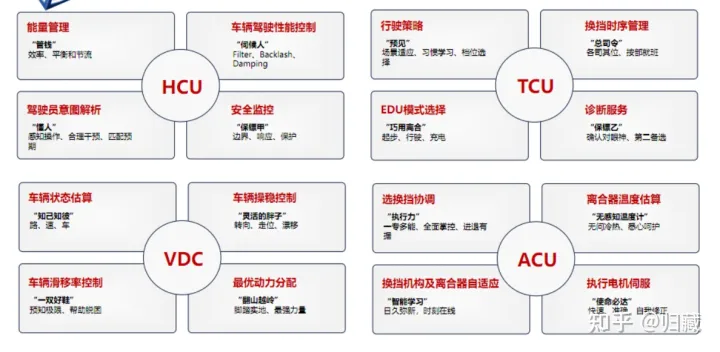 能量管理
“管钱”
效率、平衡和节流
车辆驾驶性能控制
“伺候人”
Filter、Backlash、
Damping
HCU
驾驶员意图解析
“懂人”
感知操作、合理干预、匹配预
期
安全监控
“保镖甲”
边界、响应、保护
行驶策略
“预见”
场景适应、习惯学习、档位选
择
换挡时序管理
“总司令”
各司其位、按部就班
TCU
EDU模式选择
“巧用离合”
起步、行驶、充电
诊断服务
“保镖乙”
确认对眼神、第二备选
车辆状态估算
“知己知彼”
路、速、车
车辆操稳控制
“灵活的胖子”
转向、走位、漂移
VDC
车辆滑移率控制
“一双好鞋”
预知极限、帮助脱困
最优动力分配
“翻山越岭”
脚踏实地、最强力量
选换挡协调
“执行力”
一专多能、全面掌控、进退有
据
离合器温度估算
“无感知温度计”
无问冷热、悉心呵护
ACU
换挡机构及离合器自适应
“智能学习”
日久弥新、时刻在线
执行电机伺服
“使命必达”
快速、准确、自我修正
知乎 @归藏